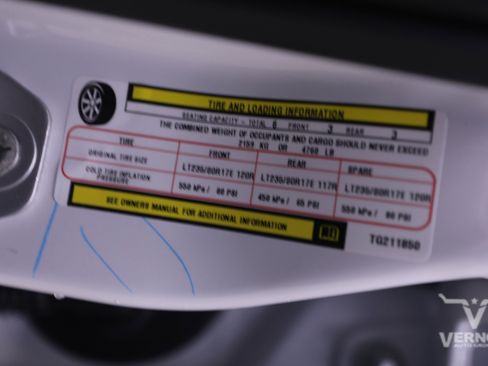 TIRE AND LOADING INFORMATION
SEATING CAPACITY - TOTAL 6 FRONT 3 REAR 3
THE COMBINED WEIGHT OF OCCUPANTS AND CARGO SHOULD NEVER EXCEED
2159 KG OR 4760 LB
TIRE FRONT REAR SPARE
ORIGINAL TIRE SIZE LT235/80R17E 120R LT235/80R17E 117R LT235/80R17E 120R
COLD TIRE INFLATION PRESSURE 550 kPa / 80 PSI 450 kPa / 65 PSI 550 kPa / 80 PSI
SEE OWNERS MANUAL FOR ADDITIONAL INFORMATION
TG211850
AUTO GROUP